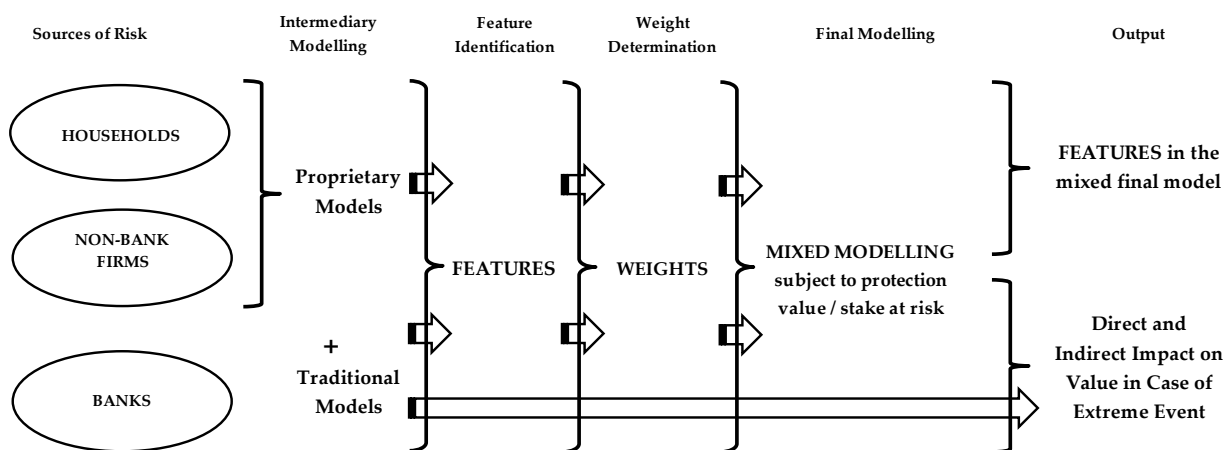 Sources of Risk
Intermediary
Modelling
Feature
Identification
Weight
Determination
Final Modelling
Output
HOUSEHOLDS
NON-BANK
FIRMS
BANKS
Proprietary
Models
+
Traditional
Models
FEATURES
WEIGHTS
MIXED MODELLING
subject to protection
value / stake at risk
FEATURES in the
mixed final model
Direct and
Indirect Impact on
Value in Case of
Extreme Event